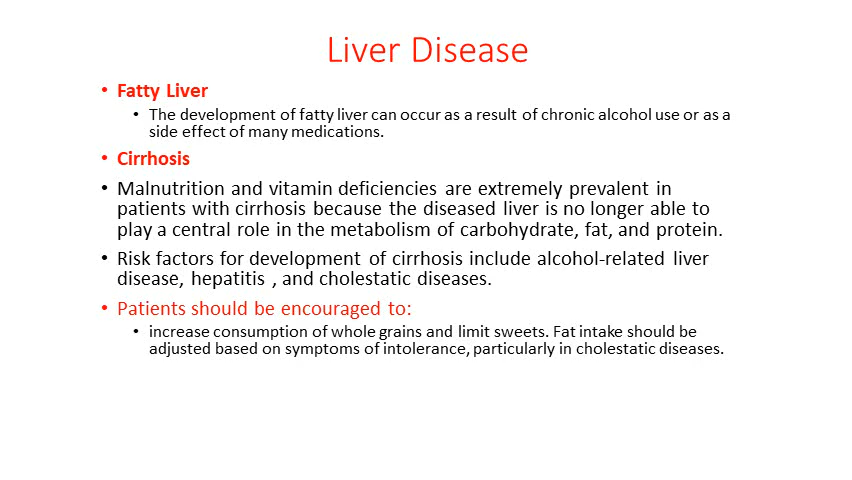 Liver Disease
• Fatty Liver
• The development of fatty liver can occur as a result of chronic alcohol use or as a
side effect of many medications.
• Cirrhosis
• Malnutrition and vitamin deficiencies are extremely prevalent in
patients with cirrhosis because the diseased liver is no longer able to
play a central role in the metabolism of carbohydrate, fat, and protein.
• Risk factors for development of cirrhosis include alcohol-related liver
disease, hepatitis , and cholestatic diseases.
• Patients should be encouraged to:
• increase consumption of whole grains and limit sweets. Fat intake should be
adjusted based on symptoms of intolerance, particularly in cholestatic diseases.